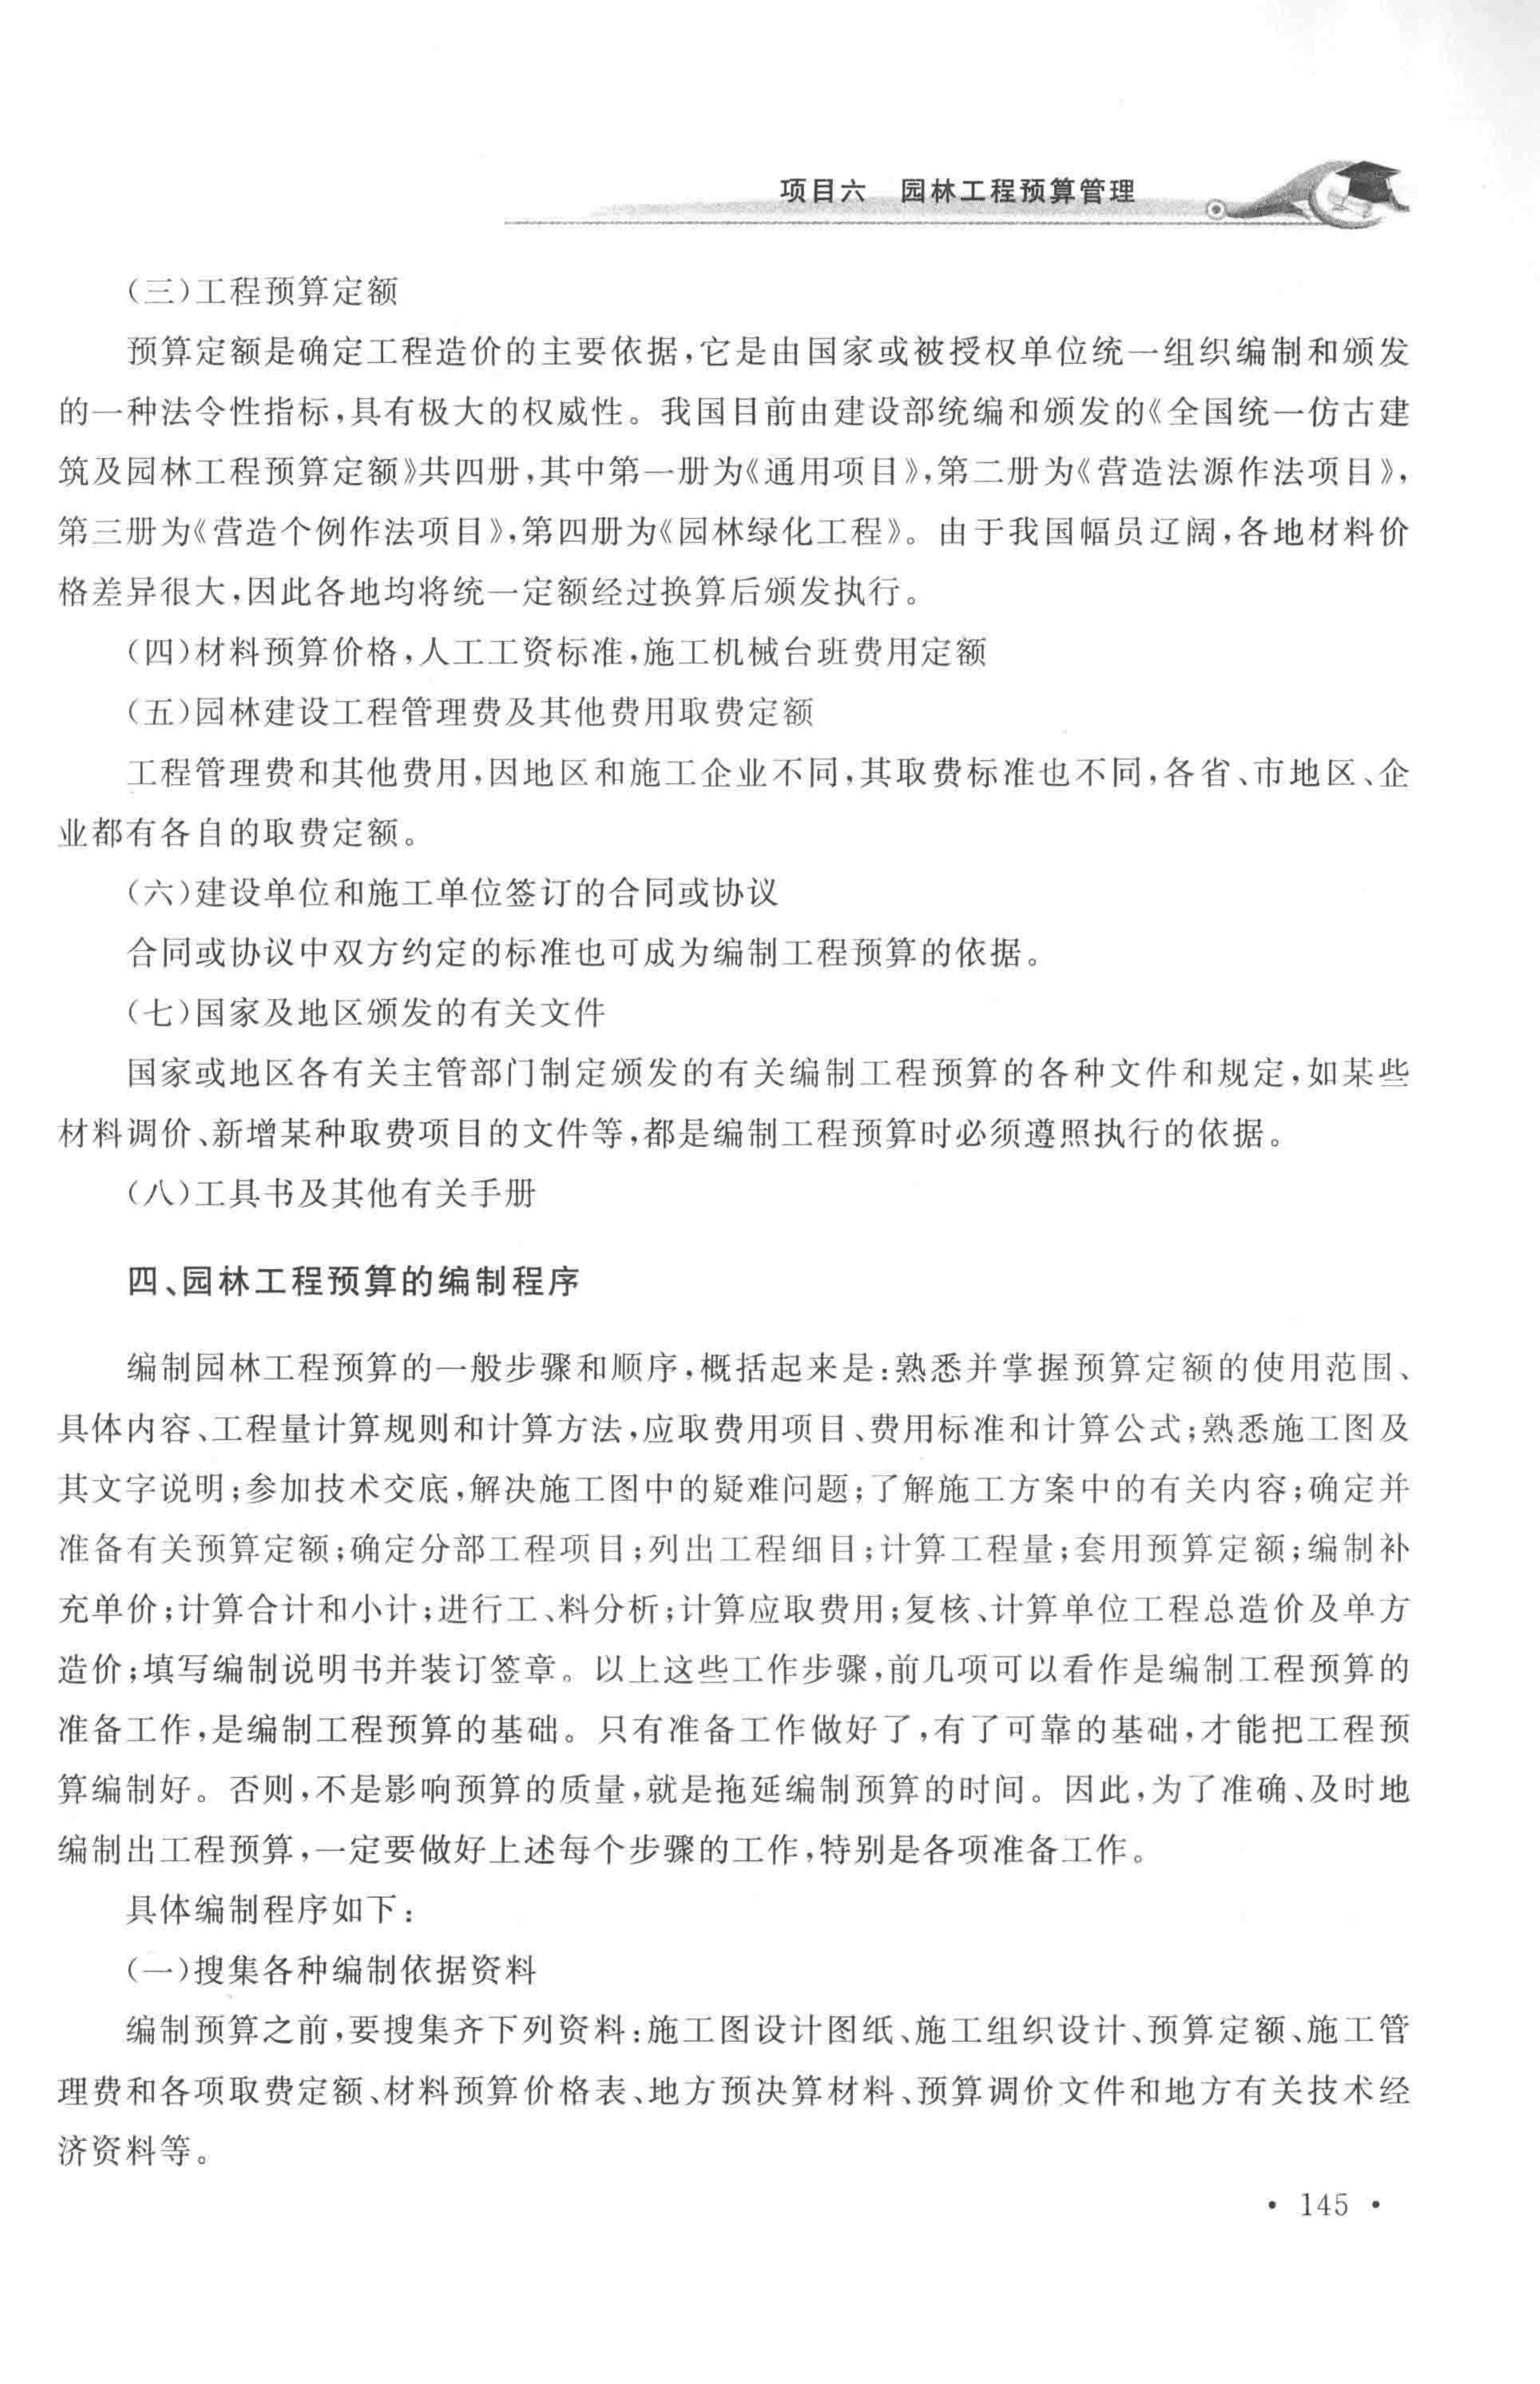 项目六 园林工程预算管理
(三)工程预算定额
预算定额是确定工程造价的主要依据,它是由国家或被授权单位统一组织编制和颁发
的一种法令性指标,具有极大的权威性。我国目前由建设部统编和颁发的《全国统一仿古建
筑及园林工程预算定额》共四册,其中第一册为《通用项目》,第二册为《营造法源作法项目》,
第三册为《营造个例作法项目》,第四册为《园林绿化工程》。由于我国幅员辽阔,各地材料价
格差异很大,因此各地均将统一定额经过换算后颁发执行。
(四)材料预算价格,人工工资标准,施工机械台班费用定额
(五)园林建设工程管理费及其他费用取费定额
工程管理费和其他费用,因地区和施工企业不同,其取费标准也不同,各省、市地区、企
业都有各自的取费定额。
(六)建设单位和施工单位签订的合同或协议
合同或协议中双方约定的标准也可成为编制工程预算的依据。
(七)国家及地区颁发的有关文件
国家或地区各有关主管部门制定颁发的有关编制工程预算的各种文件和规定,如某些
材料调价、新增某种取费项目的文件等,都是编制工程预算时必须遵照执行的依据。
(八)工具书及其他有关手册
四、园林工程预算的编制程序
编制园林工程预算的一般步骤和顺序,概括起来是:熟悉并掌握预算定额的使用范围、
具体内容、工程量计算规则和计算方法,应取费用项目、费用标准和计算公式;熟悉施工图及
其文字说明;参加技术交底,解决施工图中的疑难问题;了解施工方案中的有关内容;确定并
准备有关预算定额;确定分部工程项目;列出工程细目;计算工程量;套用预算定额;编制补
充单价;计算合计和小计;进行工、料分析;计算应取费用;复核、计算单位工程总造价及单方
造价;填写编制说明书并装订签章。以上这些工作步骤,前几项可以看作是编制工程预算的
准备工作,是编制工程预算的基础。只有准备工作做好了,有了可靠的基础,才能把工程预
算编制好。否则,不是影响预算的质量,就是拖延编制预算的时间。因此,为了准确、及时地
编制出工程预算,一定要做好上述每个步骤的工作,特别是各项准备工作。
具体编制程序如下:
(一)搜集各种编制依据资料
编制预算之前,要搜集齐下列资料:施工图设计图纸、施工组织设计、预算定额、施工管
理费和各项取费定额、材料预算价格表、地方预决算材料、预算调价文件和地方有关技术经
济资料等。
• 145 •